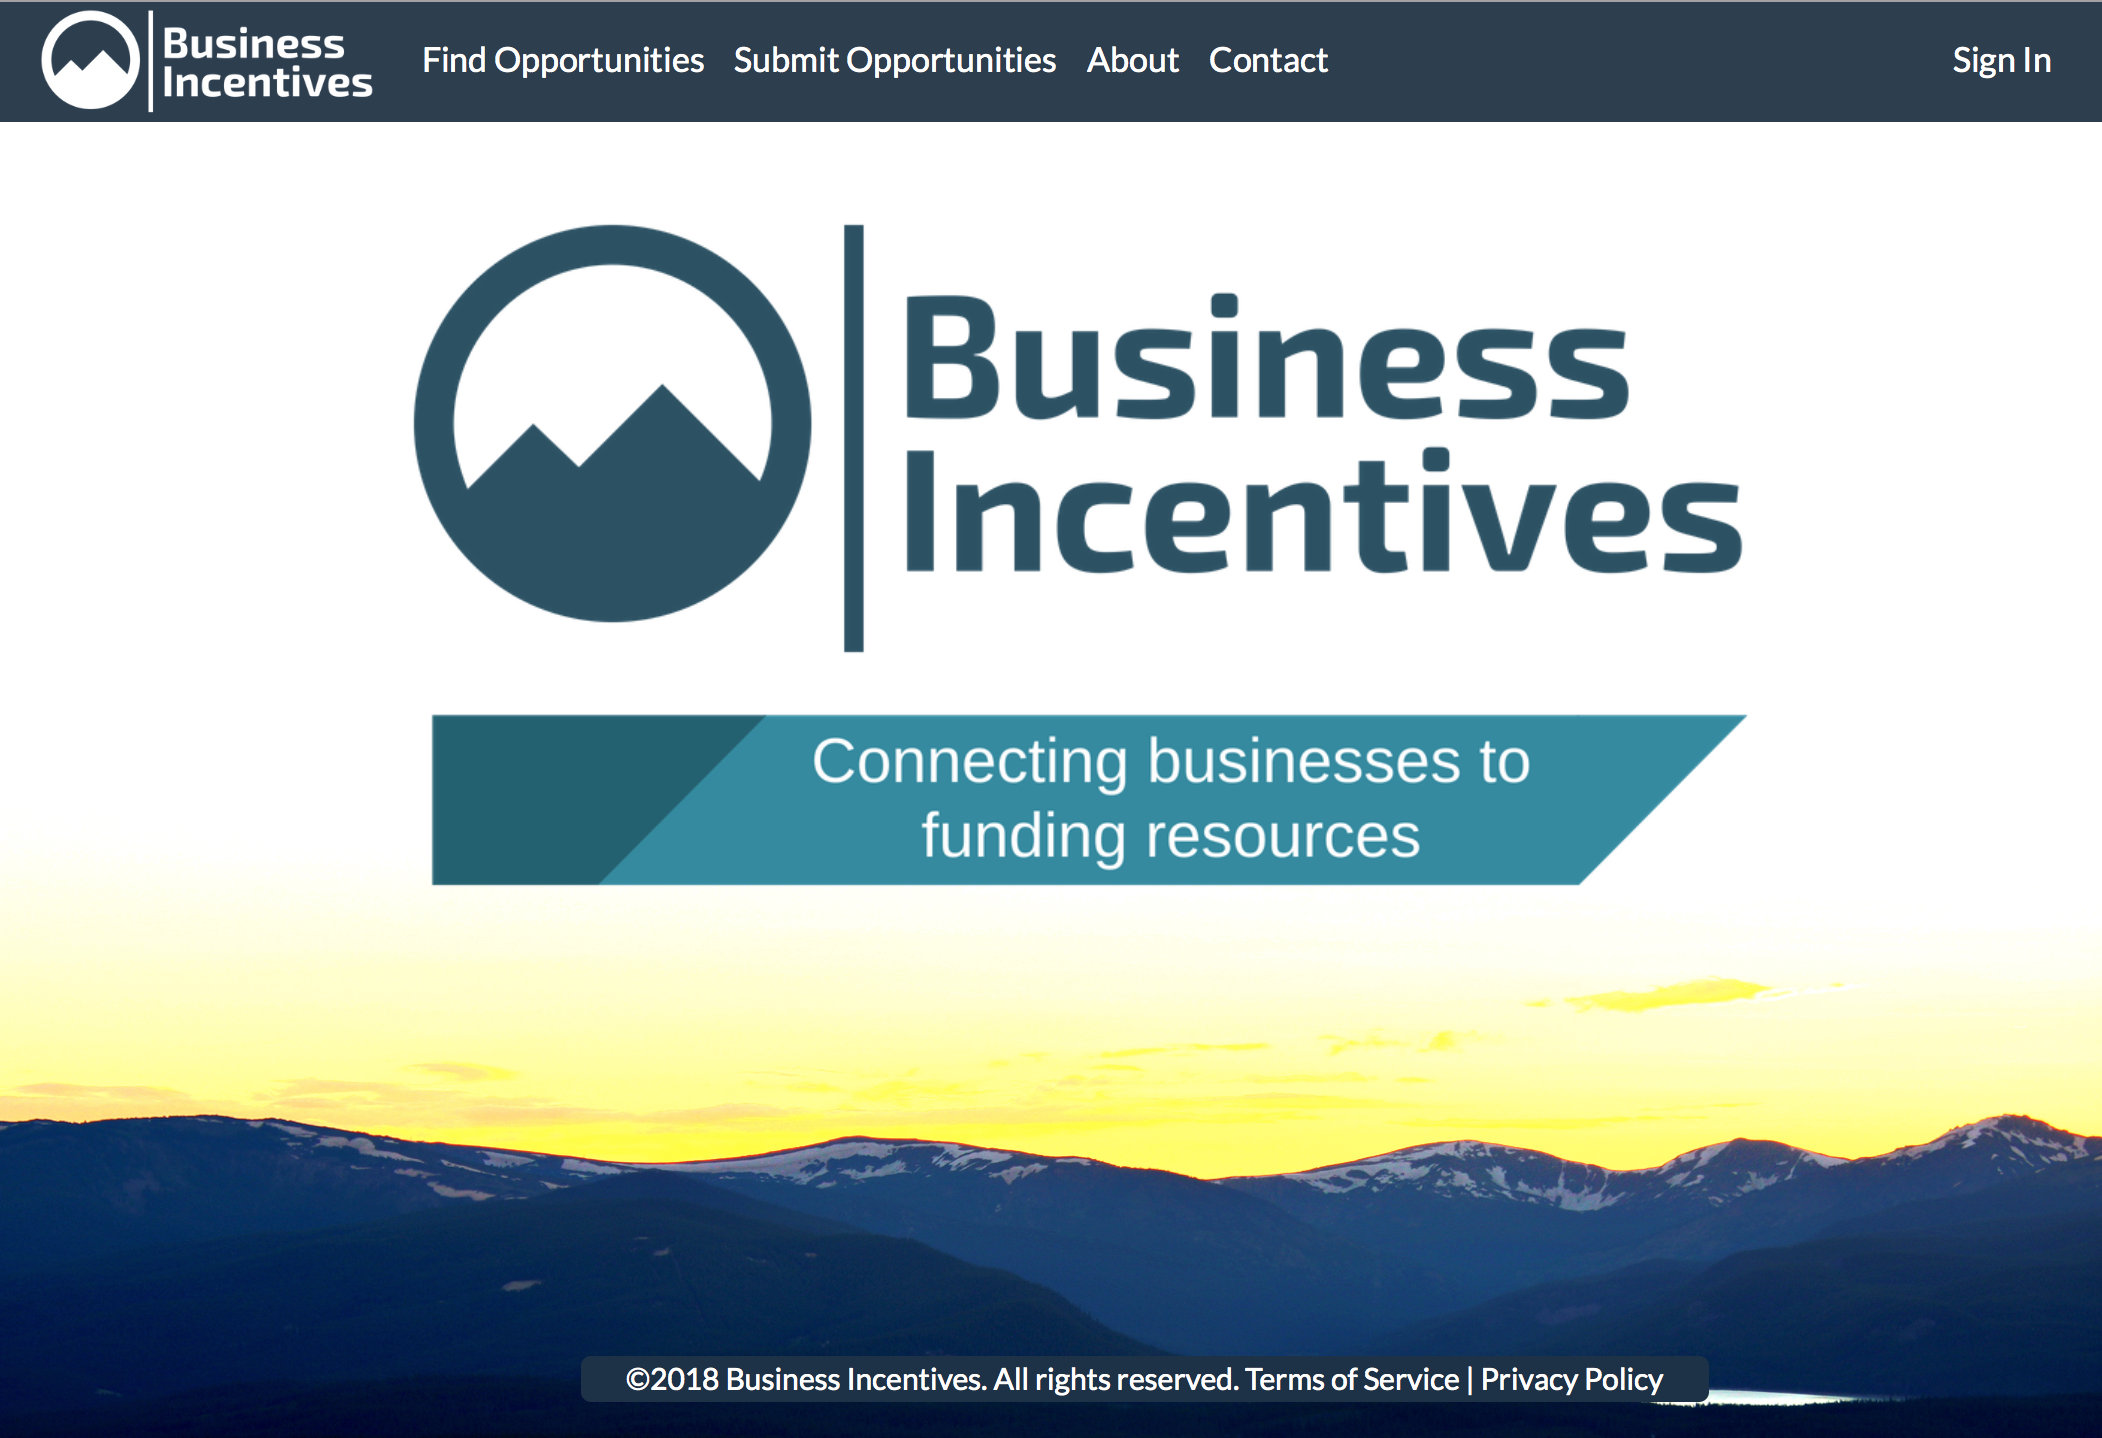 Business
Incentives
Find Opportunities Submit Opportunities About Contact Sign In
Business
Incentives
Connecting businesses to
funding resources
©2018 Business Incentives. All rights reserved. Terms of Service | Privacy Policy